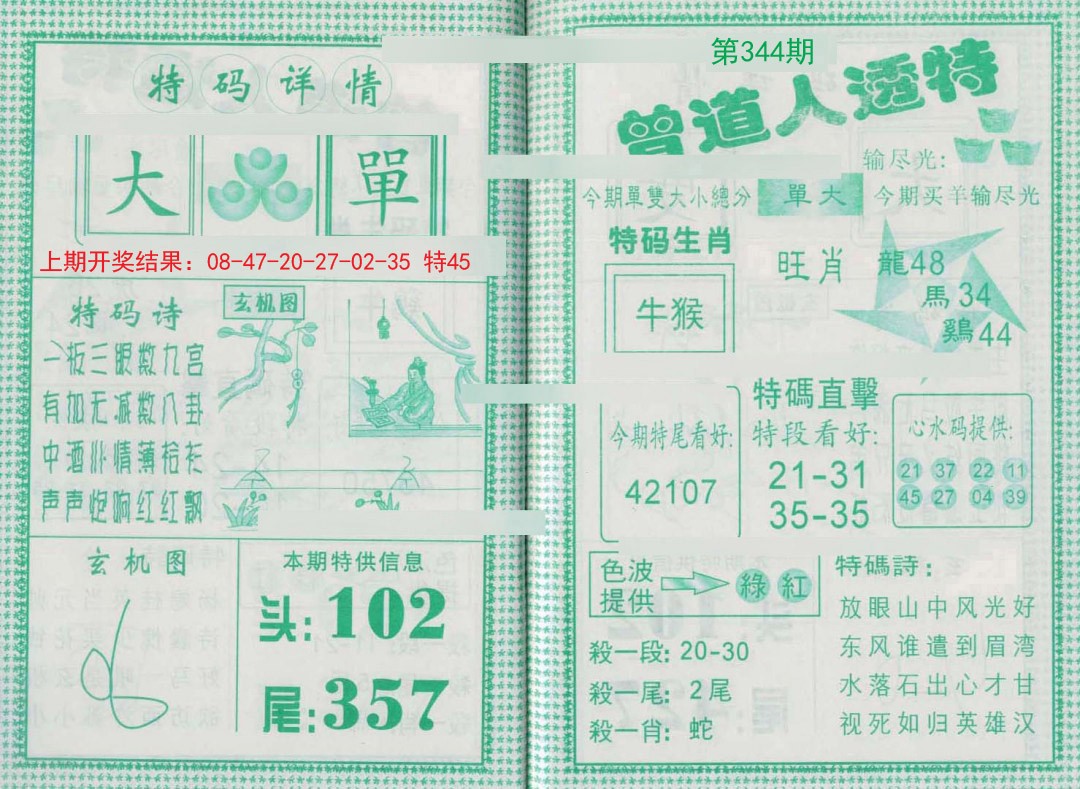 特码详情
大 單
上期开奖结果：08-47-20-27-02-35 特45
特码诗
一板三眼数九宫
有加无减数八卦
中酒心情薄拾衫
声声炮响红红飘
玄机图
玄机图
本期特供信息
头:102
尾:357
第344期
曾道人透特
输尽光:
今期單雙大小總分 單大 今期买羊输尽光
特码生肖
牛猴
旺肖
龍48
馬34
鷄44
今期特尾看好:
42107
特碼直擊
特段看好:
21-31
35-35
心水码提供:
21 37 22 11
45 27 04 39
色波提供 綠 紅
殺一段: 20-30
殺一尾: 2尾
殺一肖: 蛇
特碼詩:
放眼山中风光好
东风谁遣到眉湾
水落石出心才甘
视死如归英雄汉